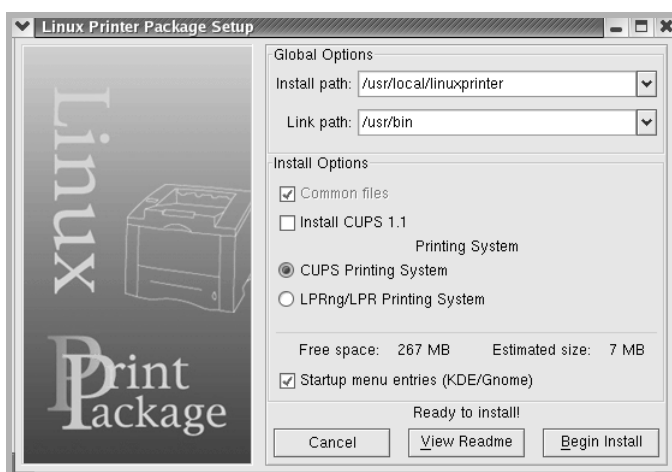 Linux Printer Package Setup
Linux
Print
Package
Global Options
Install path: /usr/local/linuxprinter
Link path: /usr/bin
Install Options
Common files
Install CUPS 1.1
Printing System
CUPS Printing System
LPRng/LPR Printing System
Free space: 267 MB Estimated size: 7 MB
Startup menu entries (KDE/Gnome)
Ready to install!
Cancel View Readme Begin Install